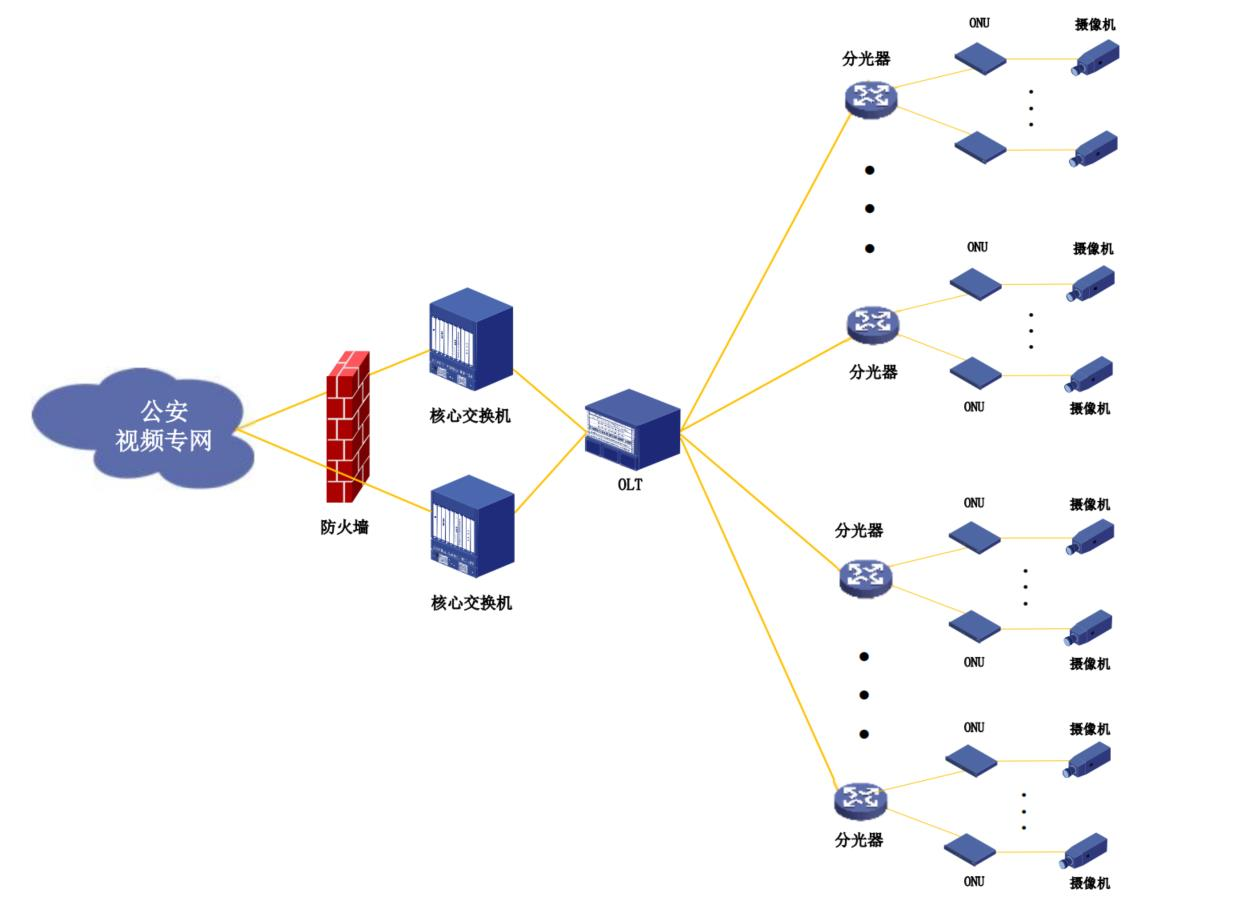 ONU
摄像机
分光器
ONU
摄像机
分光器
ONU
摄像机
公安
视频专网
防火墙
核心交换机
核心交换机
OLT
ONU
摄像机
分光器
ONU
摄像机
ONU
摄像机
分光器
ONU
摄像机